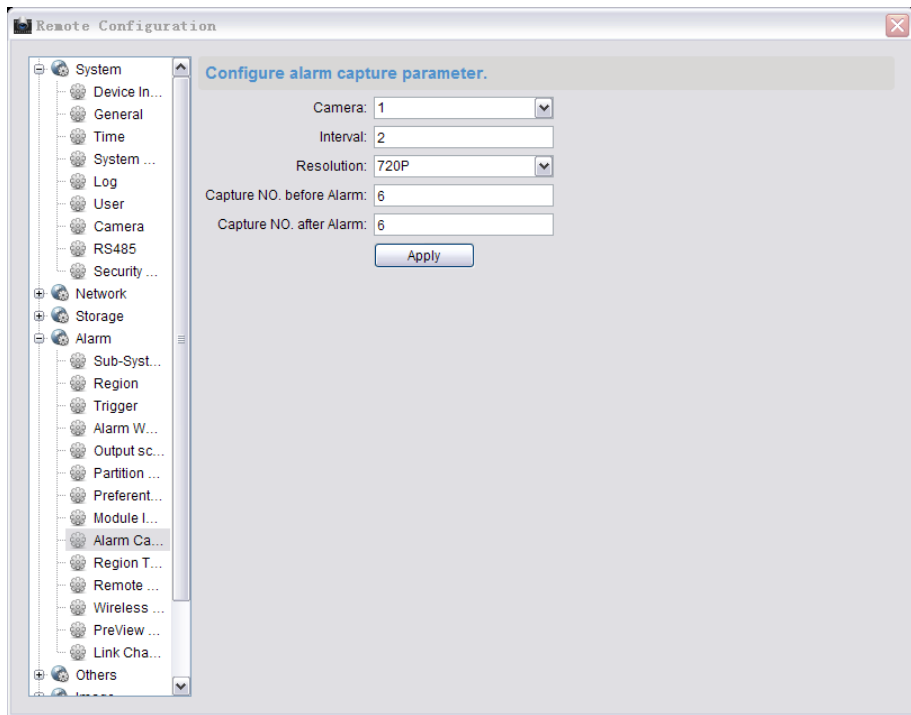 Remote Configuration
System
Device In...
General
Time
System ...
Log
User
Camera
RS485
Security ...
Network
Storage
Alarm
Sub-Syst...
Region
Trigger
Alarm W...
Output sc...
Partition ...
Preferent...
Module I...
Alarm Ca...
Region T...
Remote ...
Wireless ...
PreView ...
Link Cha...
Others
Configure alarm capture parameter.
Camera: 1
Interval: 2
Resolution: 720P
Capture NO. before Alarm: 6
Capture NO. after Alarm: 6
Apply